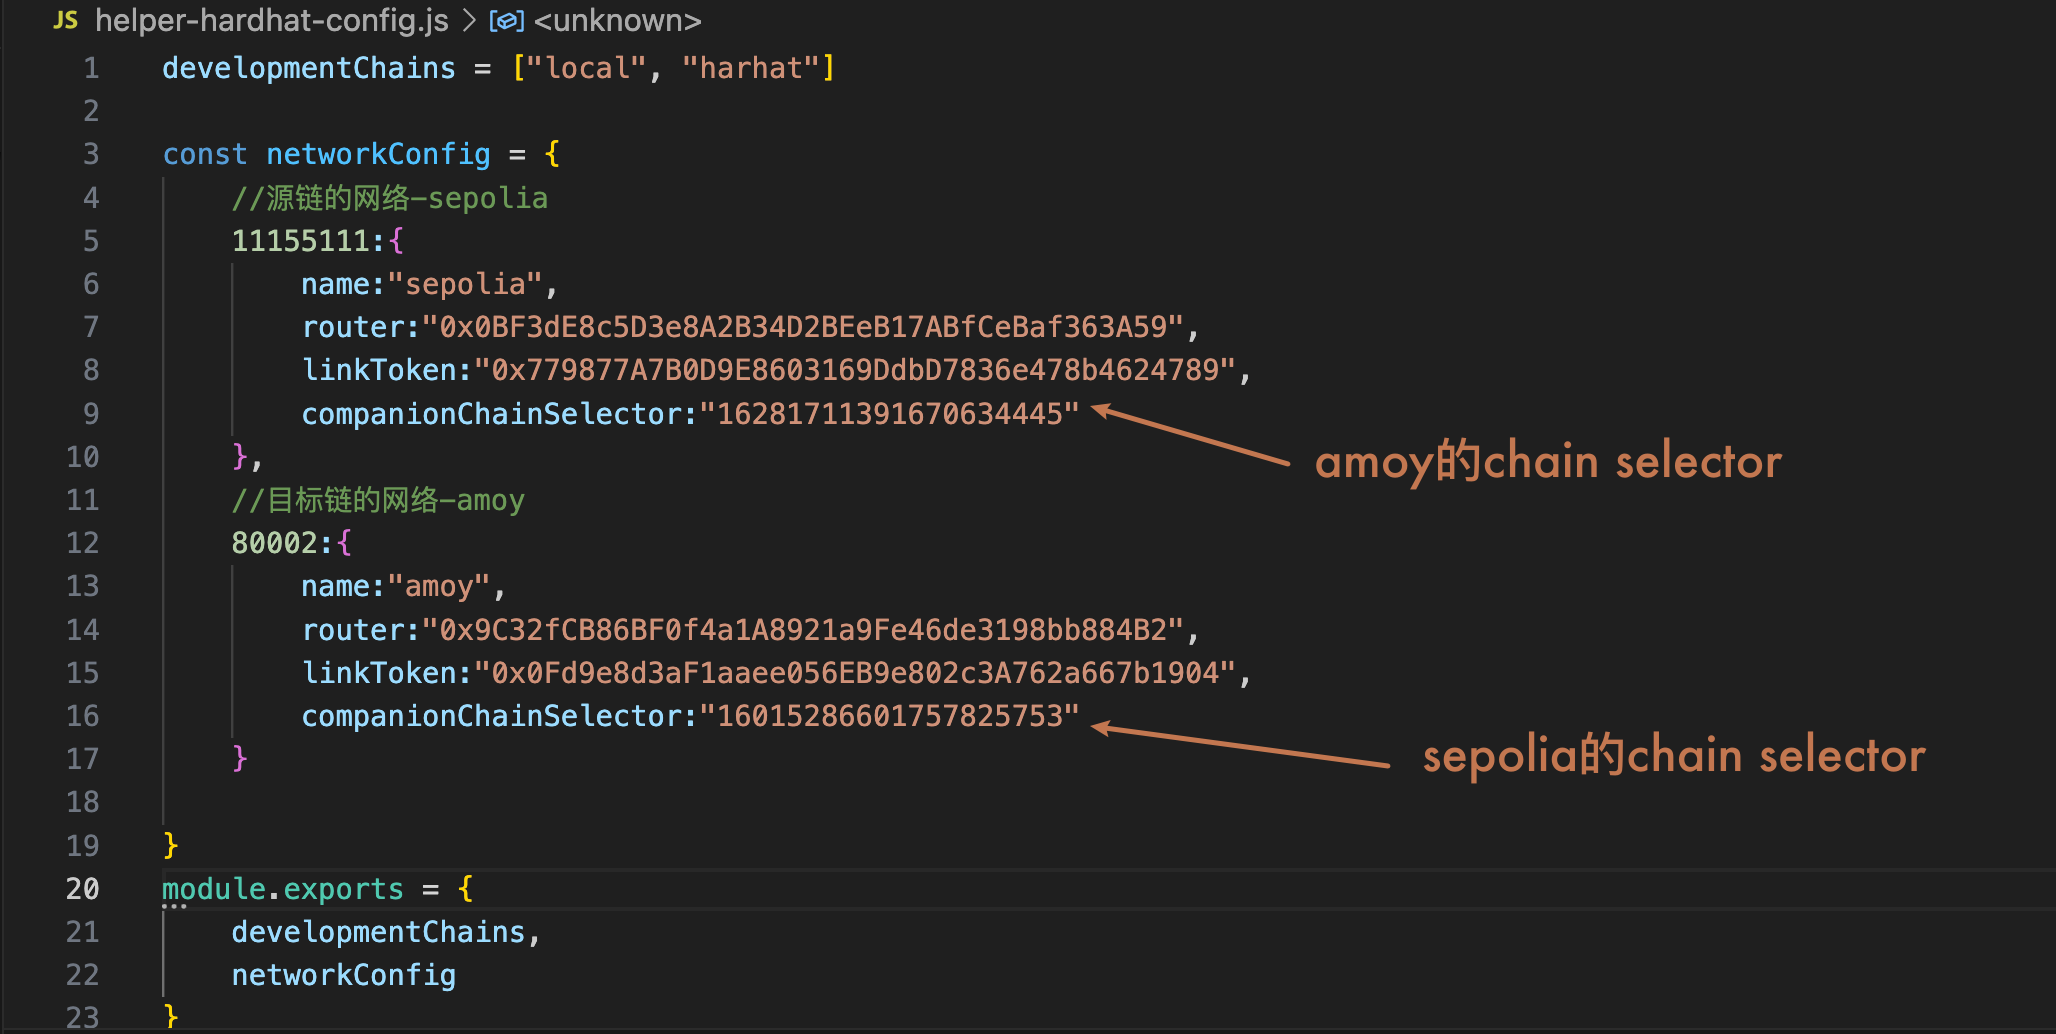 JS helper-hardhat-config.js > <unknown>
1 developmentChains = ["local", "harhat"]
2
3 const networkConfig = {
4 //源链的网络-sepolia
5 11155111:{
6 name:"sepolia",
7 router:"0x0BF3dE8c5D3e8A2B34D2BEeB17ABfCeBaf363A59",
8 linkToken:"0x779877A7B0D9E8603169DdbD7836e478b4624789",
9 companionChainSelector:"16281711391670634445"
amoy的chain selector
10 },
11 //目标链的网络-amoy
12 80002:{
13 name:"amoy",
14 router:"0x9C32fCB86BF0f4a1A8921a9Fe46de3198bb884B2",
15 linkToken:"0x0Fd9e8d3aF1aaee056EB9e802c3A762a667b1904",
16 companionChainSelector:"16015286601757825753"
sepolia的chain selector
17 }
18
19 }
20 module.exports = {
21 developmentChains,
22 networkConfig
23 }